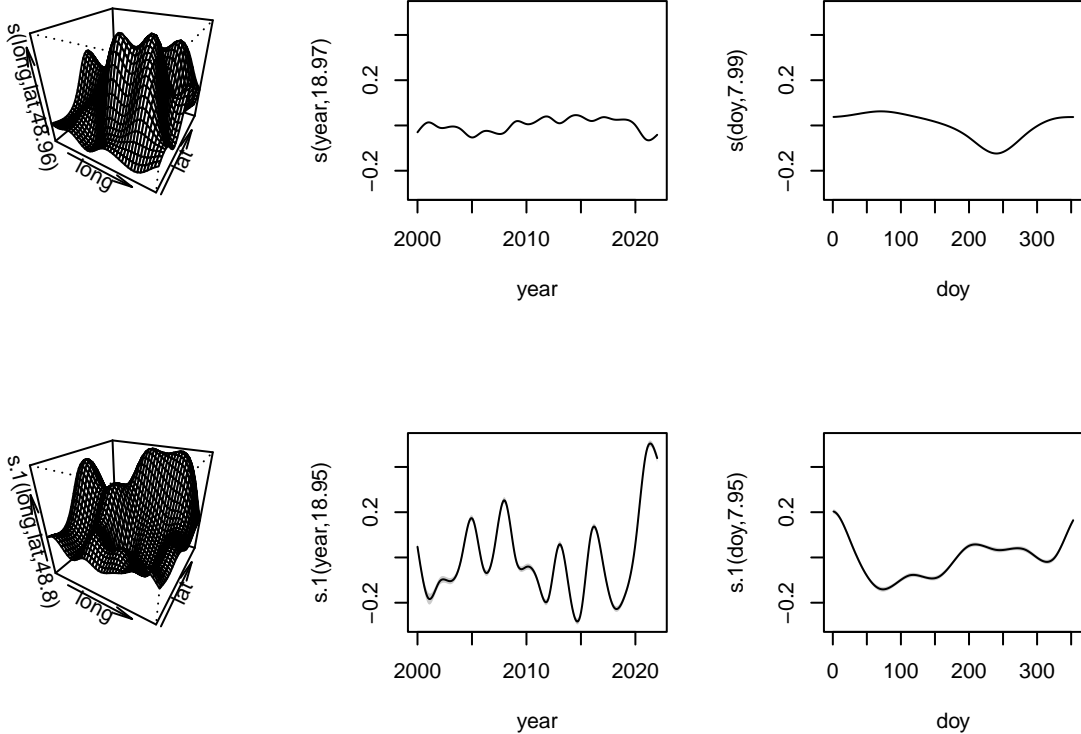 s(long,lat,48.96)
long
lat
s(year,18.97)
0.2
−0.2
2000
2010
2020
year
s(doy,7.99)
0.2
−0.2
0
100
200
300
doy
s.1(long,lat,48.8)
long
lat
s.1(year,18.95)
0.2
−0.2
2000
2010
2020
year
s.1(doy,7.95)
0.2
−0.2
0
100
200
300
doy